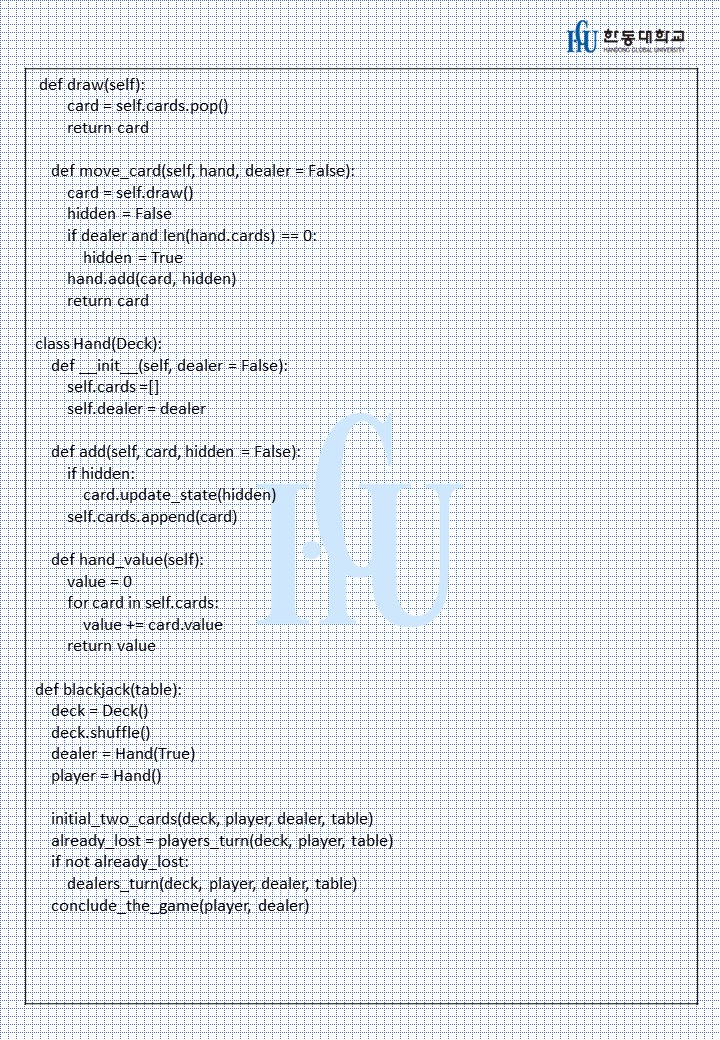 한동대학교
HANDONG GLOBAL UNIVERSITY
def draw(self):
card = self.cards.pop()
return card
def move_card(self, hand, dealer = False):
card = self.draw()
hidden = False
if dealer and len(hand.cards) == 0:
hidden = True
hand.add(card, hidden)
return card
class Hand(Deck):
def __init__(self, dealer = False):
self.cards =[]
self.dealer = dealer
def add(self, card, hidden = False):
if hidden:
card.update_state(hidden)
self.cards.append(card)
def hand_value(self):
value = 0
for card in self.cards:
value += card.value
return value
def blackjack(table):
deck = Deck()
deck.shuffle()
dealer = Hand(True)
player = Hand()
initial_two_cards(deck, player, dealer, table)
already_lost = players_turn(deck, player, table)
if not already_lost:
dealers_turn(deck, player, dealer, table)
conclude_the_game(player, dealer)